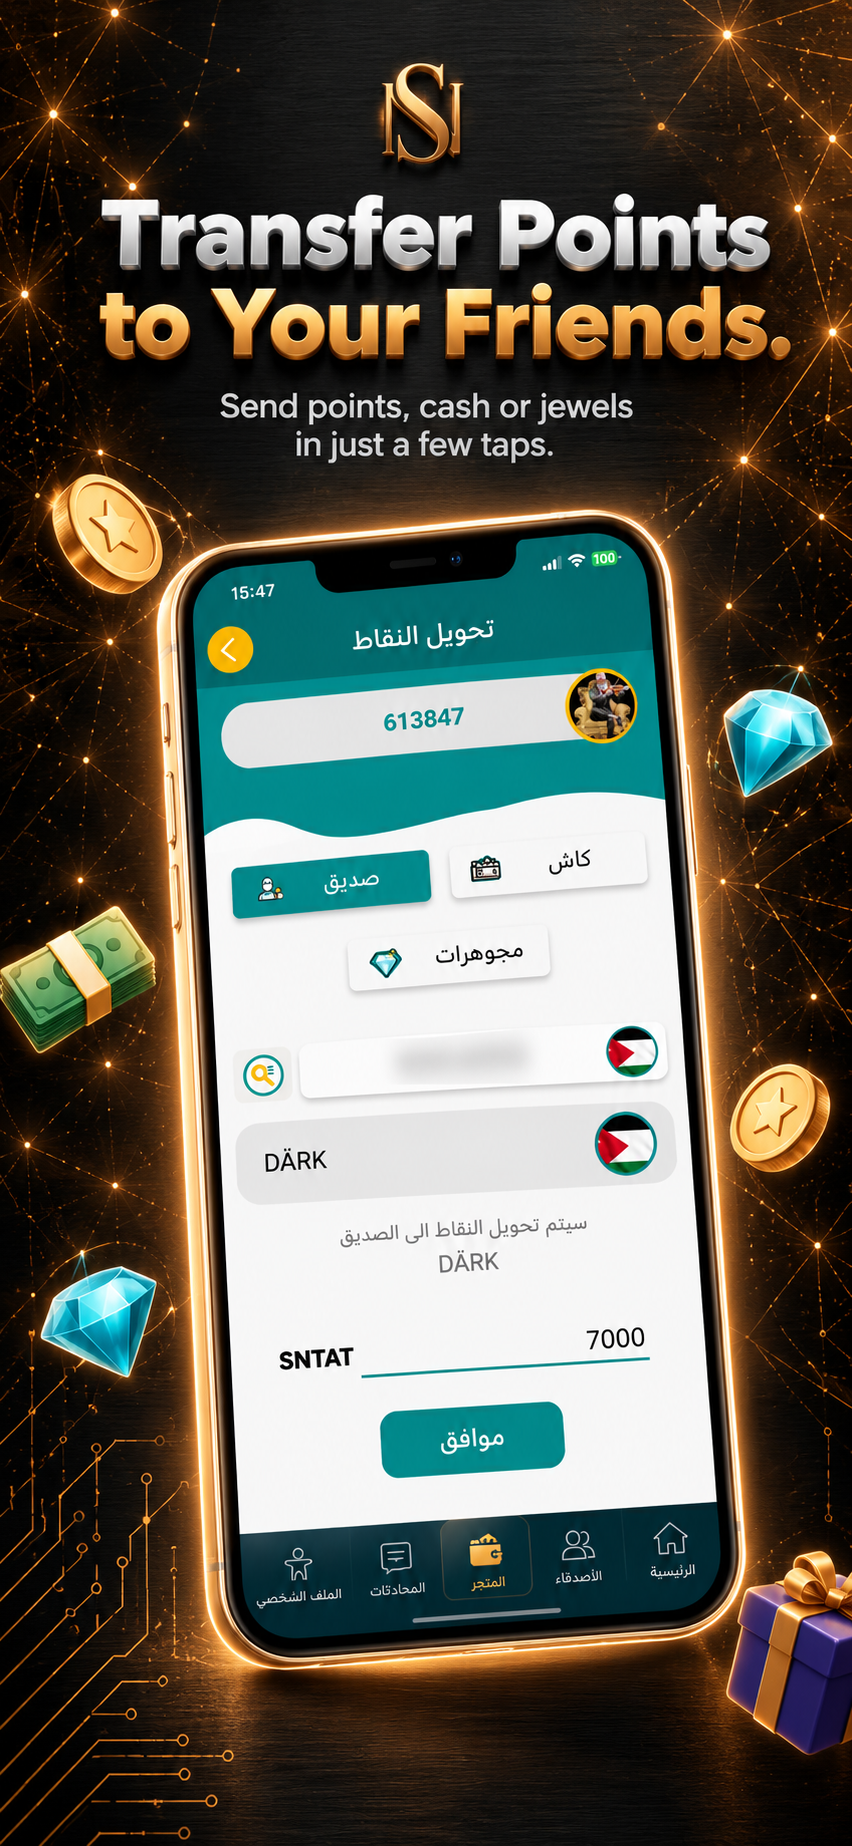 SN
Transfer Points
to Your Friends.
Send points, cash or jewels
in just a few taps.
15:47
100
تحويل النقاط
613847
كاش
صديق
مجوهرات
DÄRK
سيتم تحويل النقاط الى الصديق
DÄRK
SNTAT 7000
موافق
الرئيسية
الأصدقاء
المتجر
المحادثات
الملف الشخصي